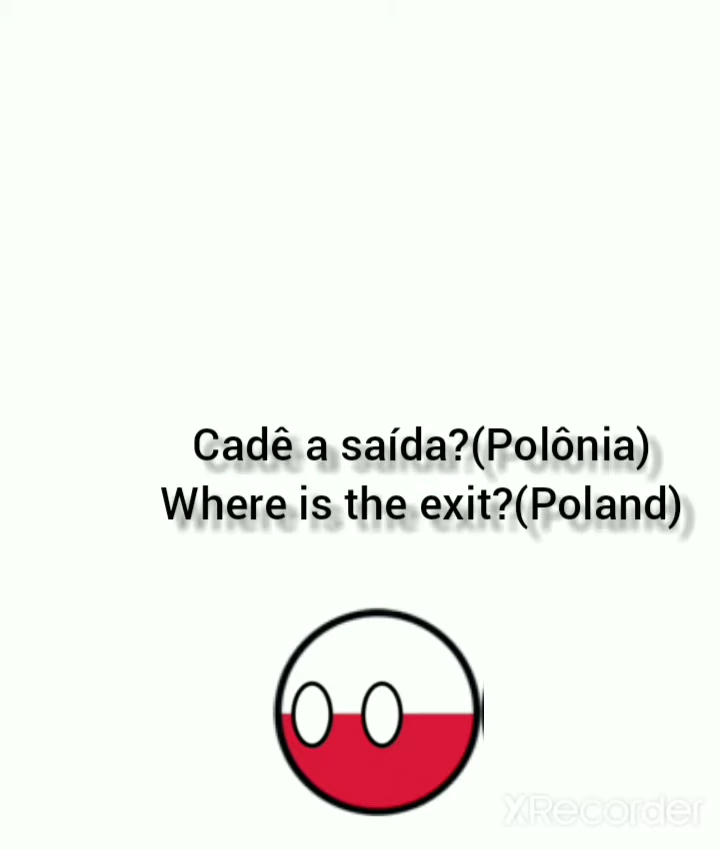 Cadê a saída?(Polônia)
Where is the exit?(Poland)
XRecorder